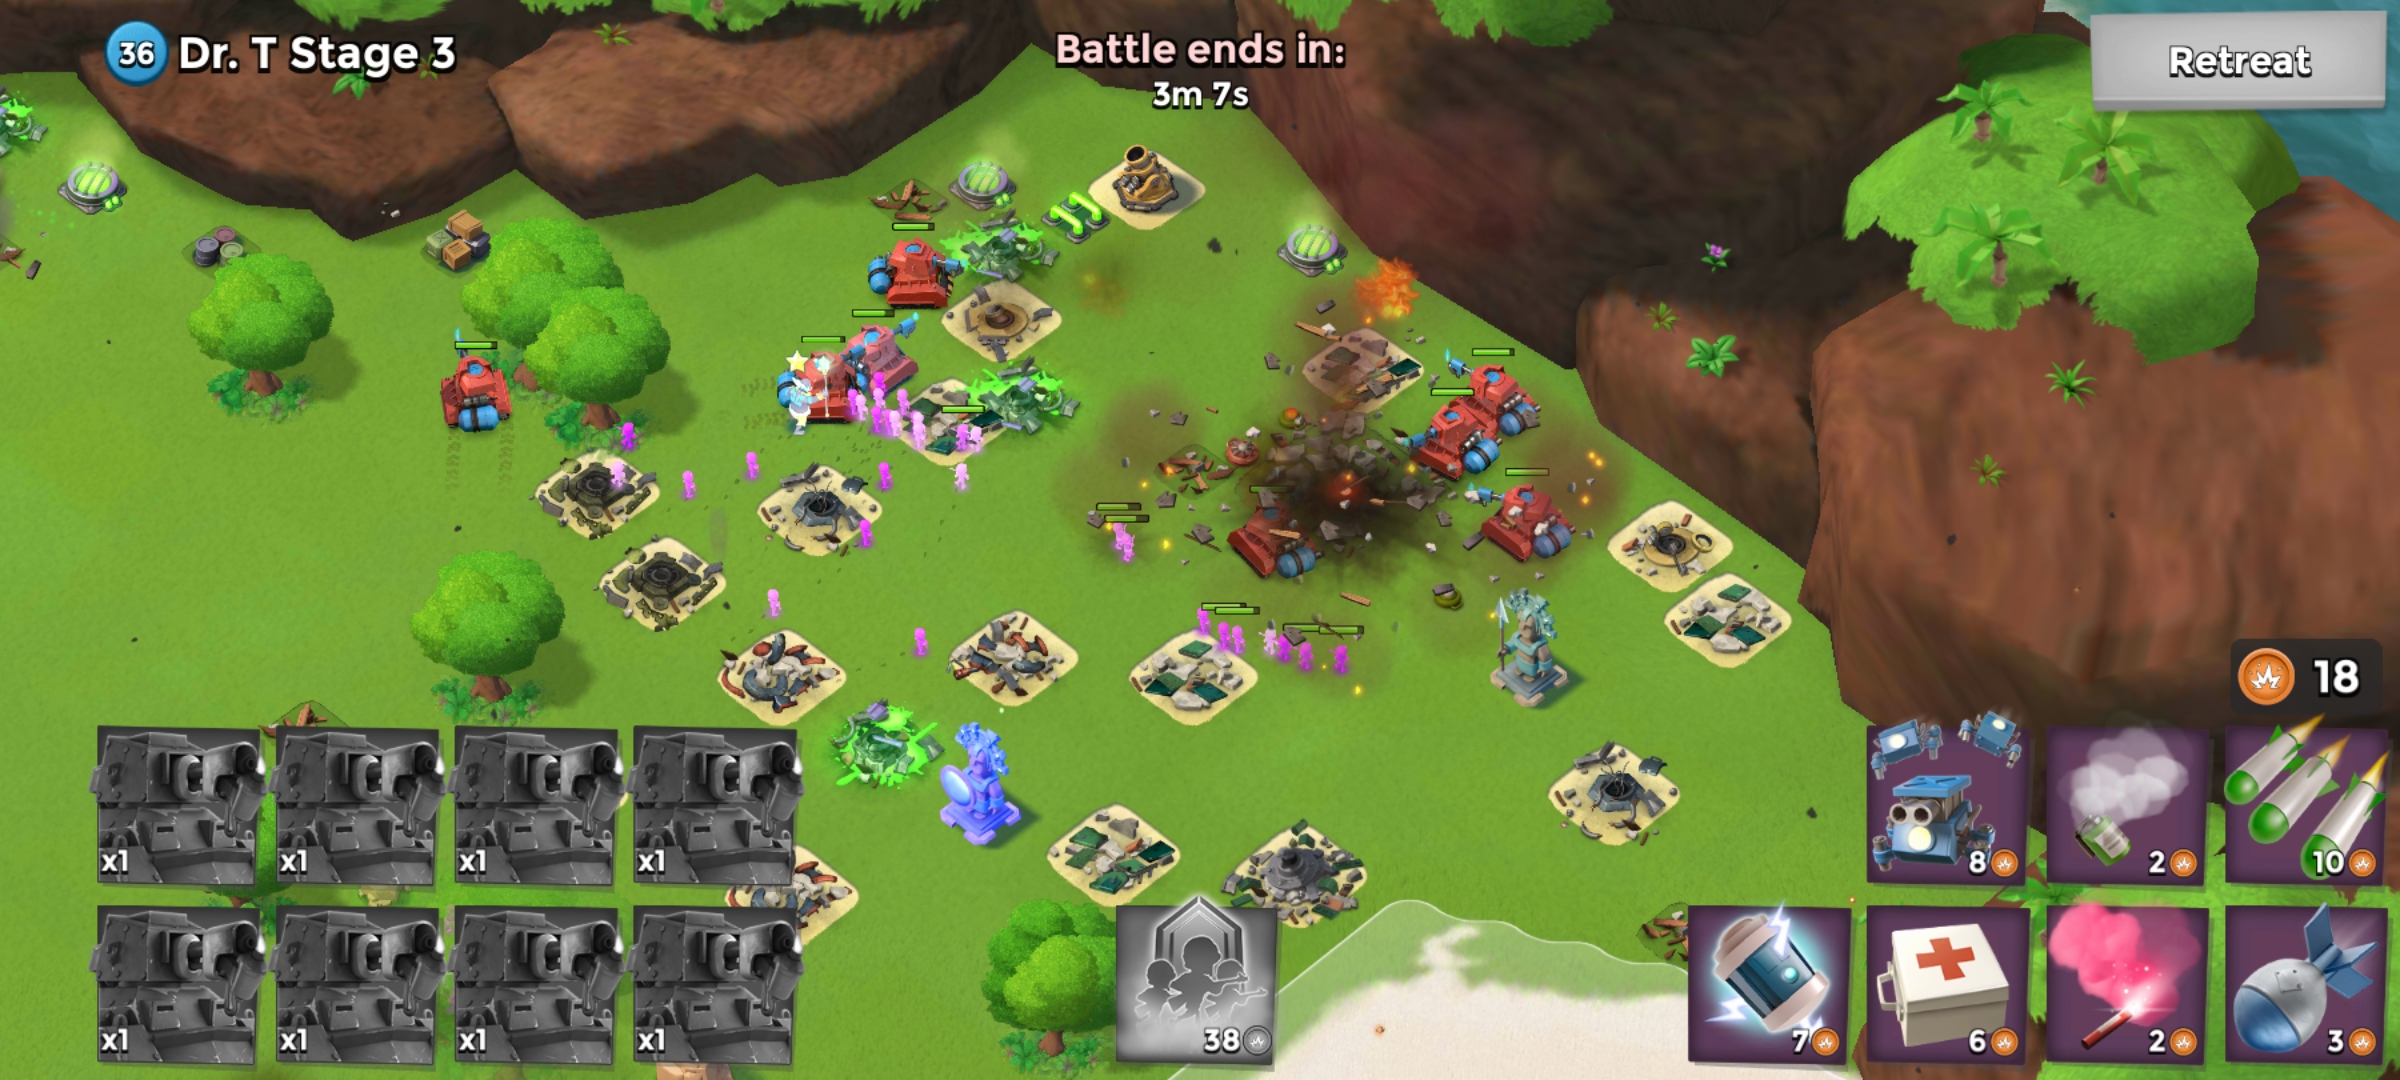 36 Dr. T Stage 3
Battle ends in:
3m 7s
Retreat
18
x1 x1 x1 x1
8 2 10
x1 x1 x1 x1
38
7 6 2 3